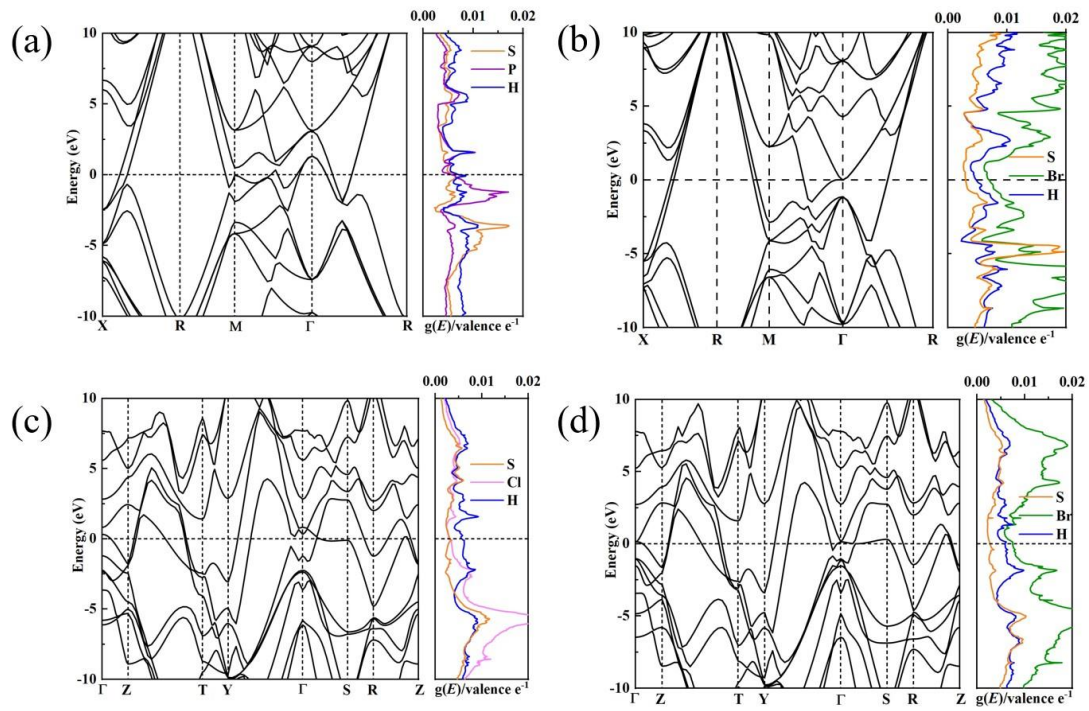 (a)
0.00 0.01 0.02
10
5
0
-5
-10
Energy (eV)
X R M Γ R
S
P
H
g(E)/valence e⁻¹
(b)
0.00 0.01 0.02
10
5
0
-5
-10
Energy (eV)
X R M Γ R
S
Br
H
g(E)/valence e⁻¹
(c)
0.00 0.01 0.02
10
5
0
-5
-10
Energy (eV)
Γ Z T Y Γ S R Z
S
Cl
H
g(E)/valence e⁻¹
(d)
0.00 0.01 0.02
10
5
0
-5
-10
Energy (eV)
Γ Z T Y Γ S R Z
S
Br
H
g(E)/valence e⁻¹